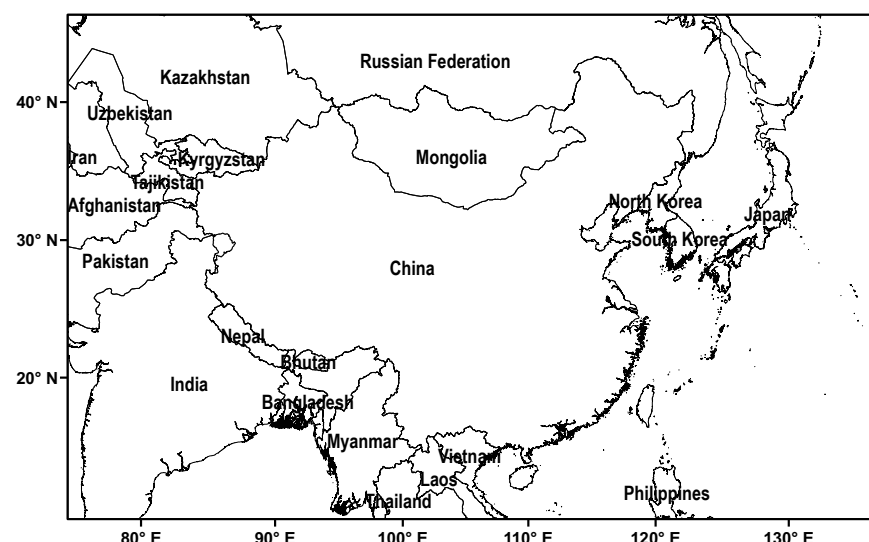 Russian Federation
Kazakhstan
40° N
Uzbekistan
Iran
Kyrgyzstan
Mongolia
Tajikistan
Afghanistan
North Korea
Japan
30° N
South Korea
Pakistan
China
Nepal
Bhutan
20° N
India
Bangladesh
Myanmar
Vietnam
Laos
Thailand
Philippines
80° E 90° E 100° E 110° E 120° E 130° E